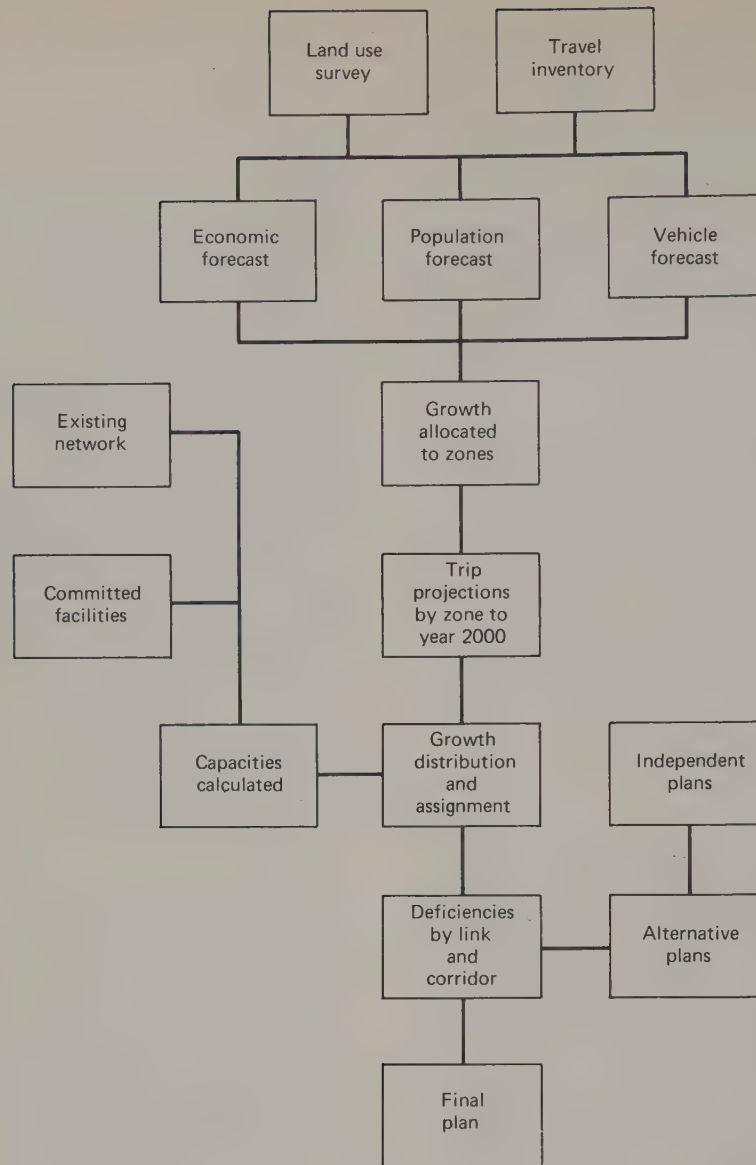 Land use
survey
Travel
inventory
Economic
forecast
Population
forecast
Vehicle
forecast
Existing
network
Growth
allocated
to zones
Committed
facilities
Trip
projections
by zone to
year 2000
Capacities
calculated
Growth
distribution
and
assignment
Independent
plans
Deficiencies
by link
and
corridor
Alternative
plans
Final
plan